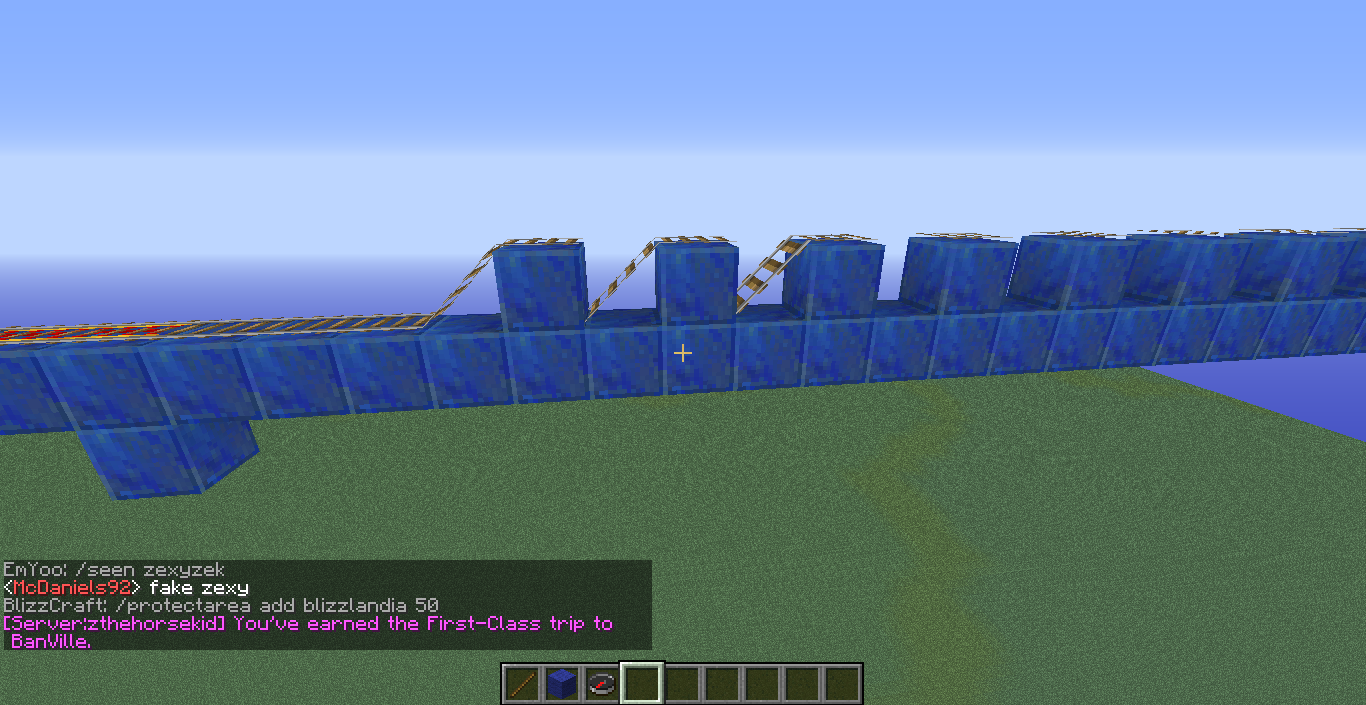 EmYoo: /seen zexyzek
<McDaniels92> fake zexy
BlizzCraft: /protectarea add blizzlandia 50
[Server:zthehorsekid] You've earned the First-Class trip to
BanVille.